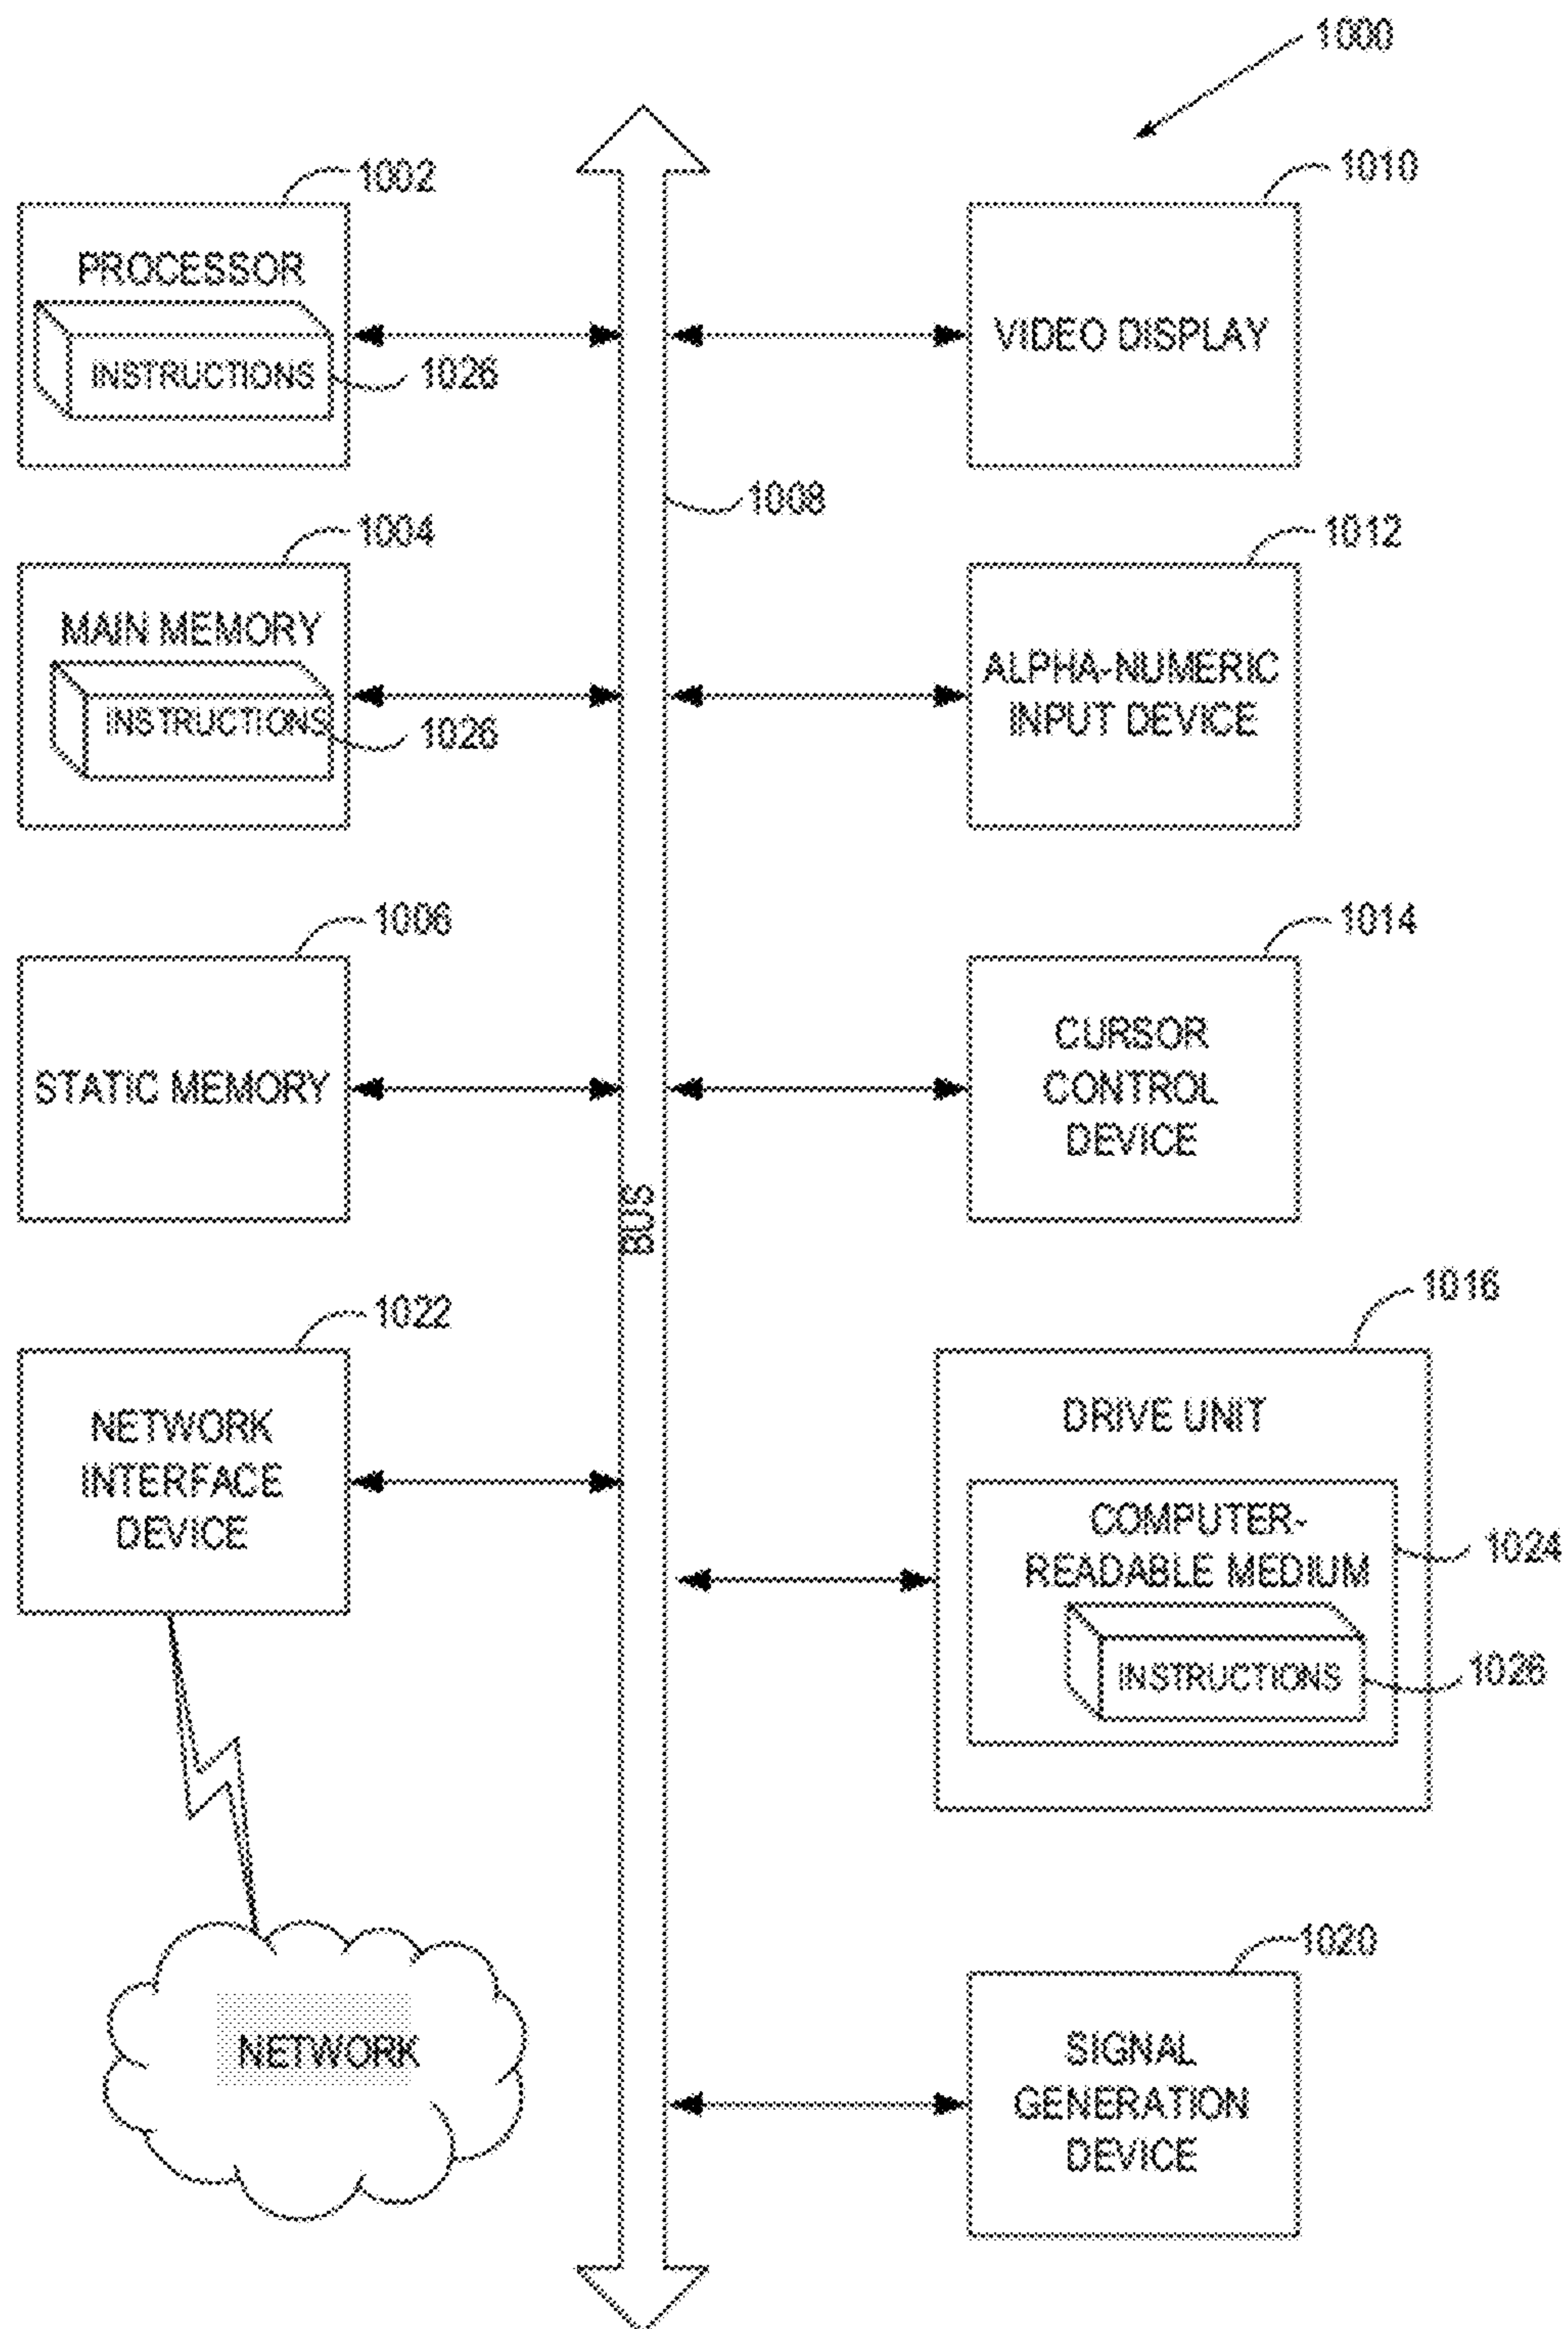 1000
1002
PROCESSOR
INSTRUCTIONS
1026
1010
VIDEO DISPLAY
1008
1004
MAIN MEMORY
INSTRUCTIONS
1026
1012
ALPHA-NUMERIC
INPUT DEVICE
1006
STATIC MEMORY
1014
CURSOR
CONTROL
DEVICE
BUS
1022
NETWORK
INTERFACE
DEVICE
1016
DRIVE UNIT
COMPUTER-
READABLE MEDIUM
1024
INSTRUCTIONS
1026
NETWORK
1020
SIGNAL
GENERATION
DEVICE